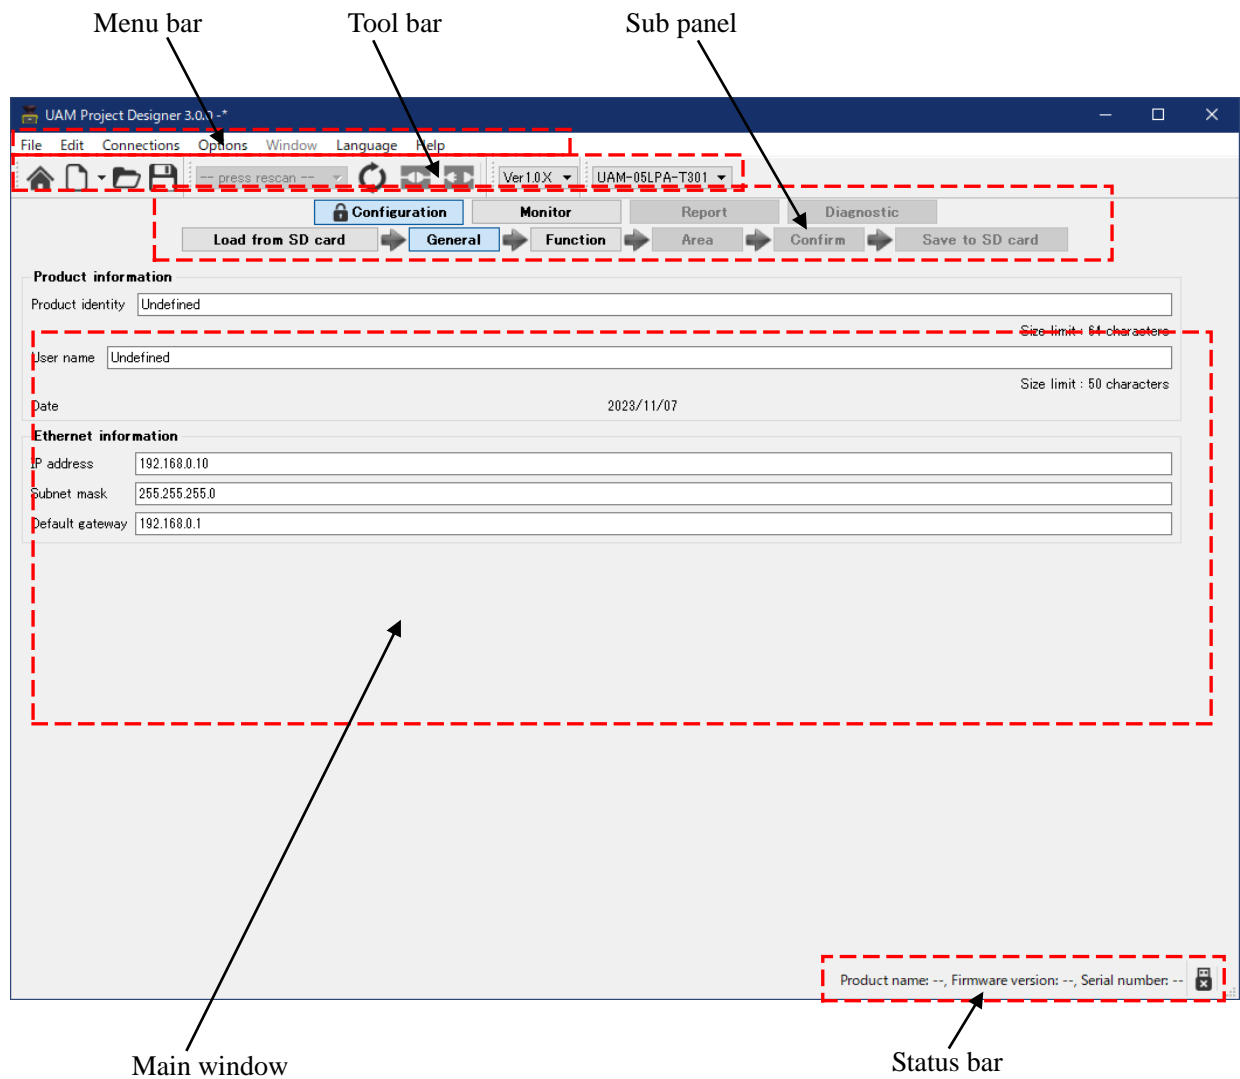 Menu bar
Tool bar
Sub panel
UAM Project Designer 3.0.0 -*
File Edit Connections Options Window Language Help
-- press rescan -- Ver1.0X UAM-05LPA-T301
Configuration Monitor Report Diagnostic
Load from SD card General Function Area Confirm Save to SD card
Product information
Product identity Undefined
Size limit : 64 characters
User name Undefined
Size limit : 50 characters
Date 2023/11/07
Ethernet information
IP address 192.168.0.10
Subnet mask 255.255.255.0
Default gateway 192.168.0.1
Product name: --, Firmware version: --, Serial number: --
Main window
Status bar